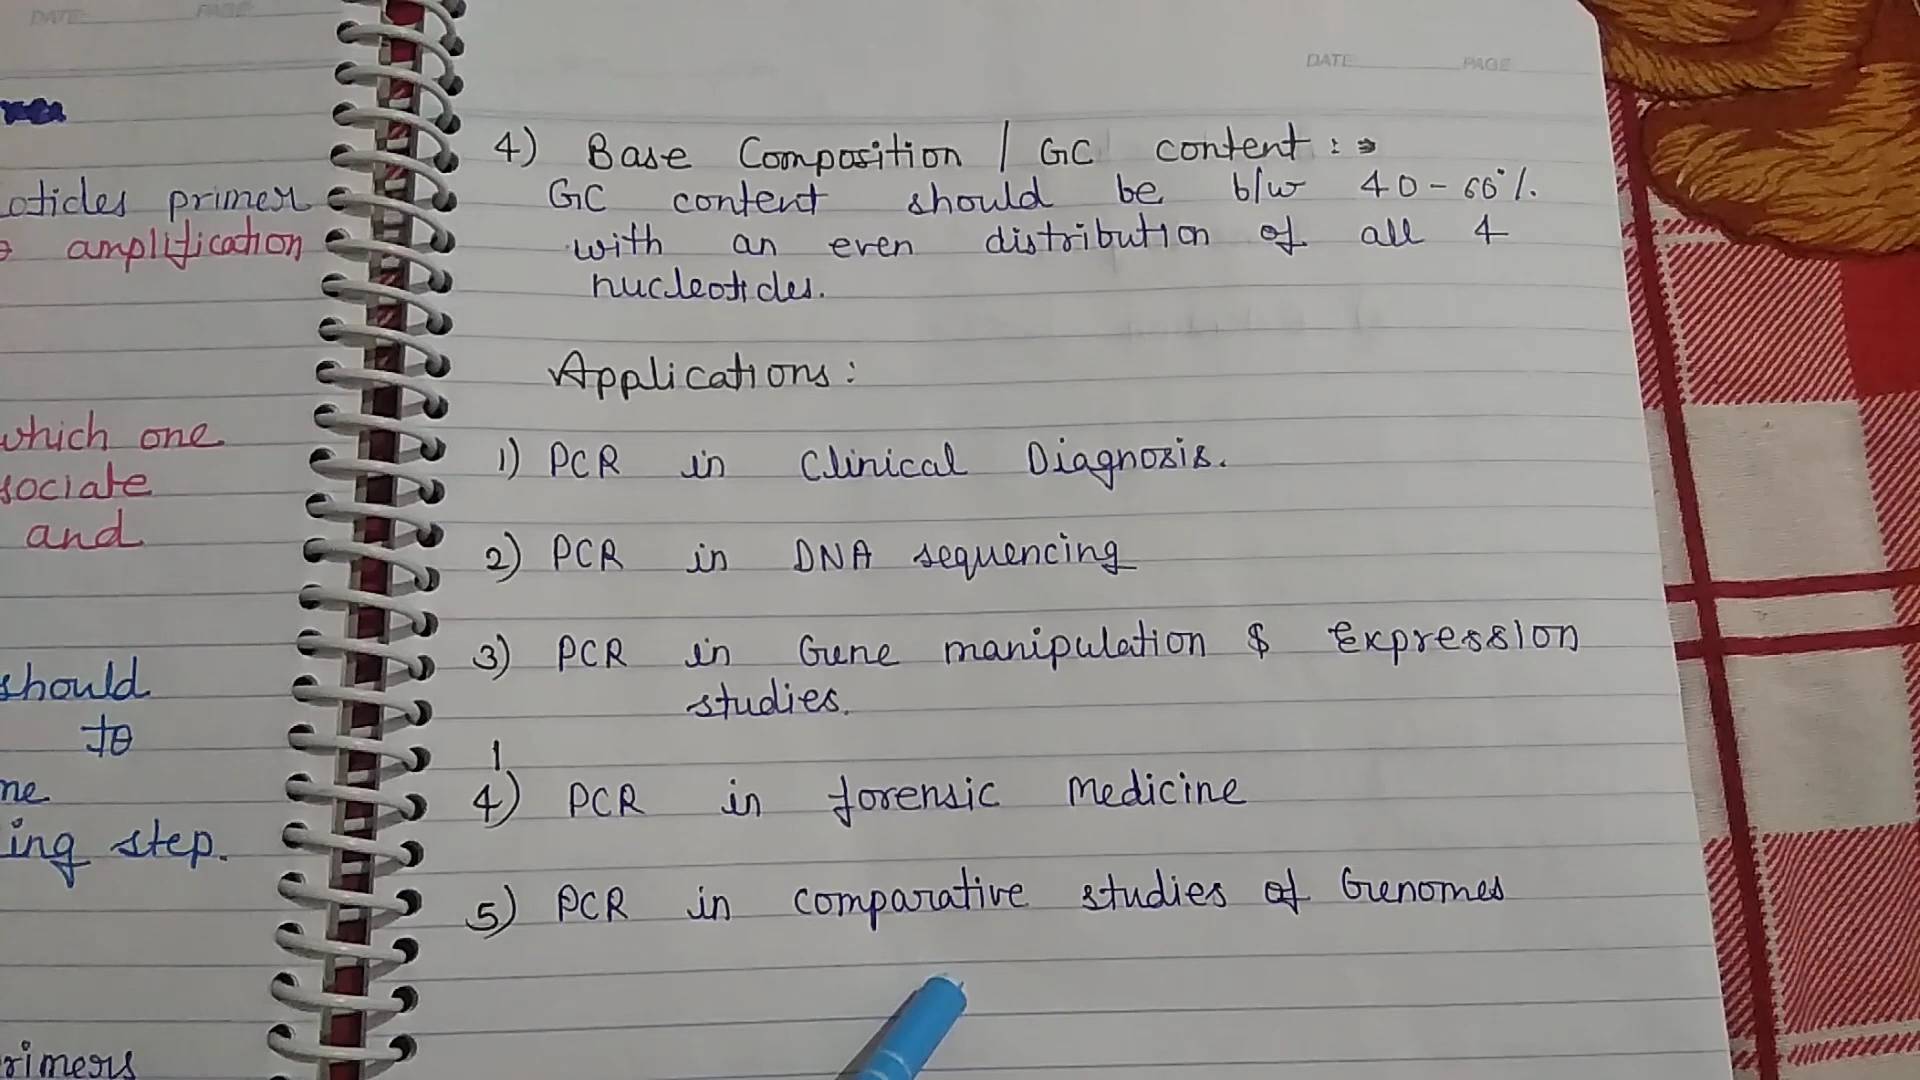 DATE PAGE
oticles primer
amplification
which one
sociate
and
should
to
ne
ing step.
rimers
DATE PAGE
4) Base Composition / GC content : ⇒
GC content should be b/w 40-60%.
with an even distribution of all 4
nucleotides.
Applications :
1) PCR in Clinical Diagnosis.
2) PCR in DNA sequencing
3) PCR in Gene manipulation & Expression
studies.
4) PCR in forensic Medicine
5) PCR in comparative studies of Genomes